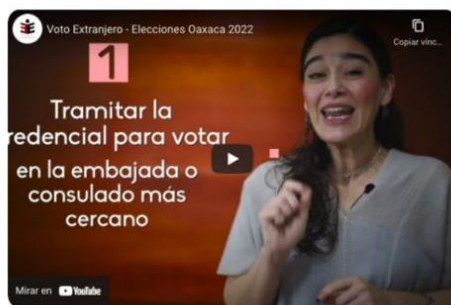 Voto Extranjero - Elecciones Oaxaca 2022
Copiar vínc...
1
Tramitar la
redencial para votar
en la embajada o
consulado más
cercano
Mirar en YouTube